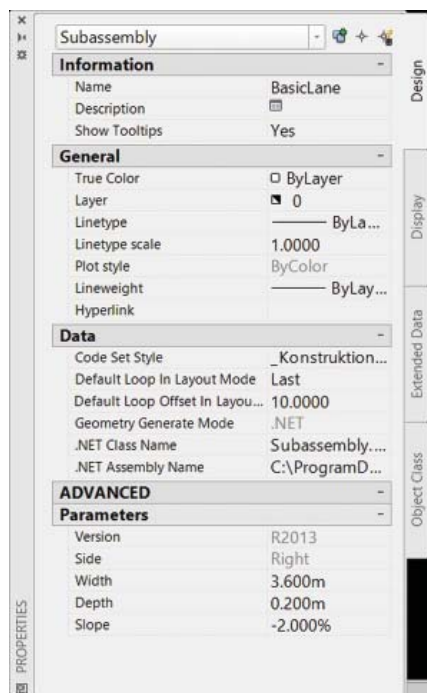 Subassembly
Information
Name BasicLane
Description
Show Tooltips Yes
General
True Color ByLayer
Layer 0
Linetype ByLa...
Linetype scale 1.0000
Plot style ByColor
Lineweight ByLay...
Hyperlink
Data
Code Set Style _Konstruktion...
Default Loop In Layout Mode Last
Default Loop Offset In Layou... 10.0000
Geometry Generate Mode .NET
.NET Class Name Subassembly....
.NET Assembly Name C:\ProgramD...
ADVANCED
Parameters
Version R2013
Side Right
Width 3.600m
Depth 0.200m
Slope -2.000%
Design
Display
Extended Data
Object Class
PROPERTIES